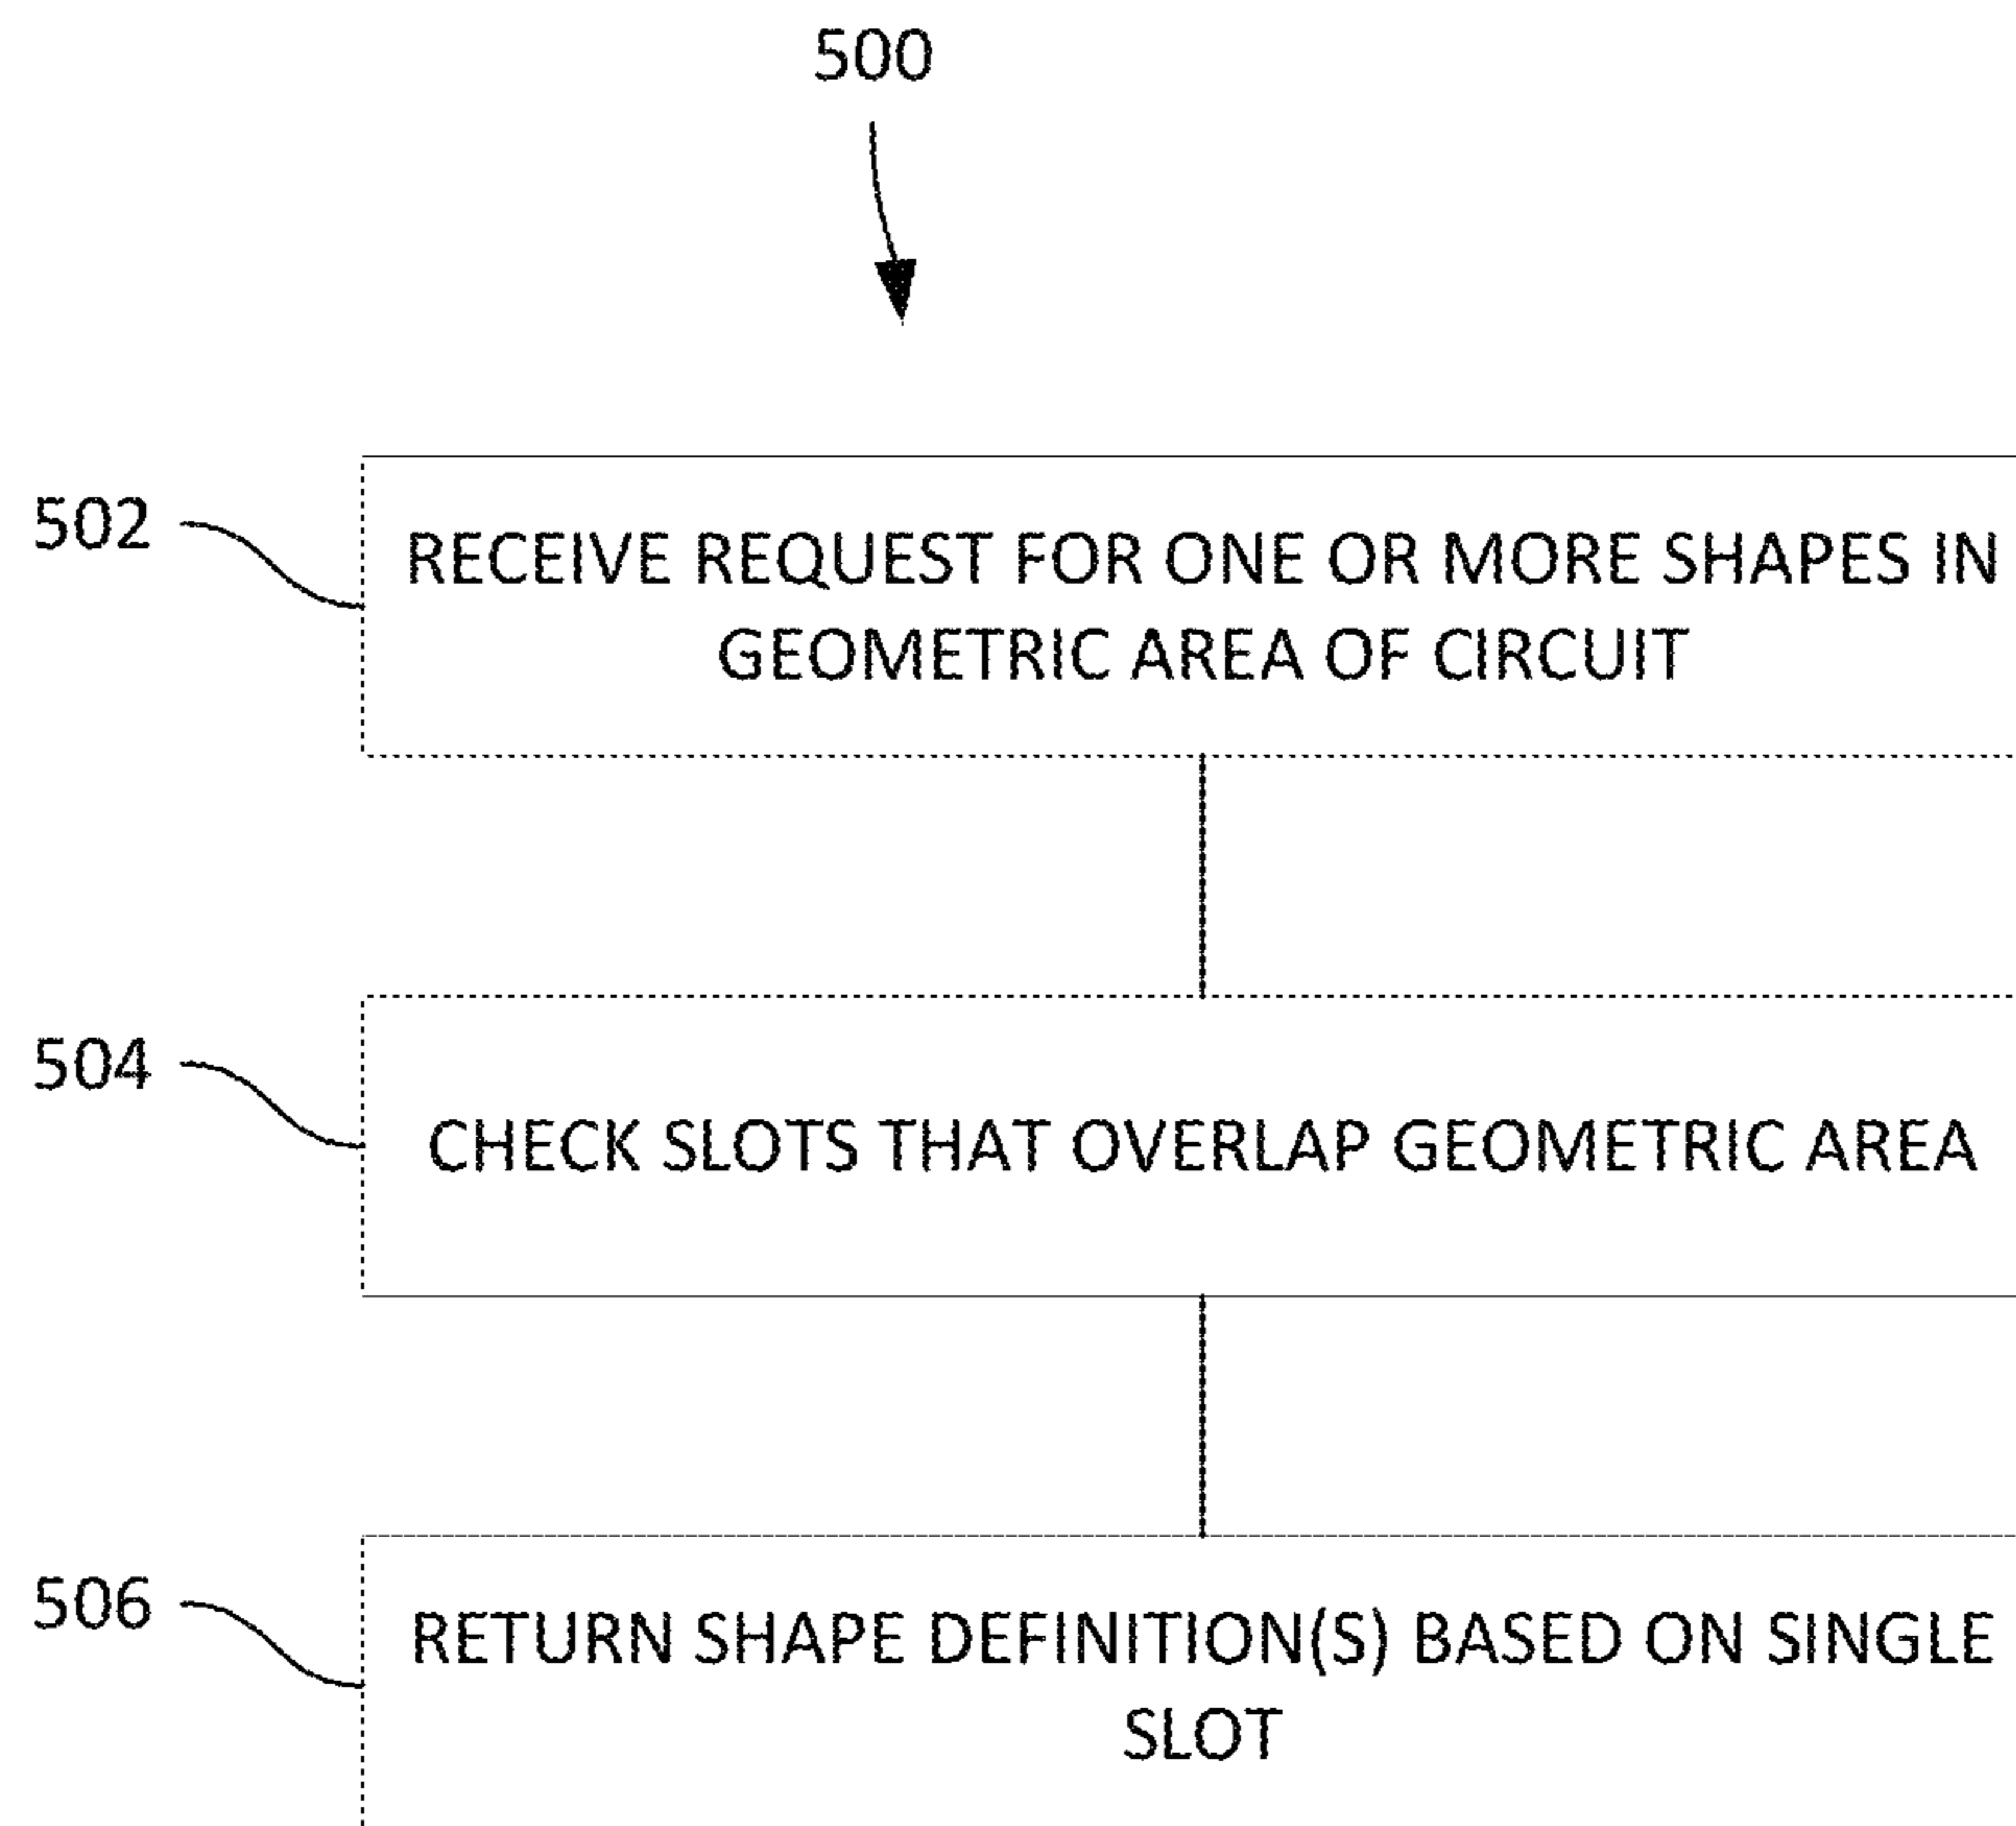 500
502
RECEIVE REQUEST FOR ONE OR MORE SHAPES IN
GEOMETRIC AREA OF CIRCUIT
504
CHECK SLOTS THAT OVERLAP GEOMETRIC AREA
506
RETURN SHAPE DEFINITION(S) BASED ON SINGLE
SLOT